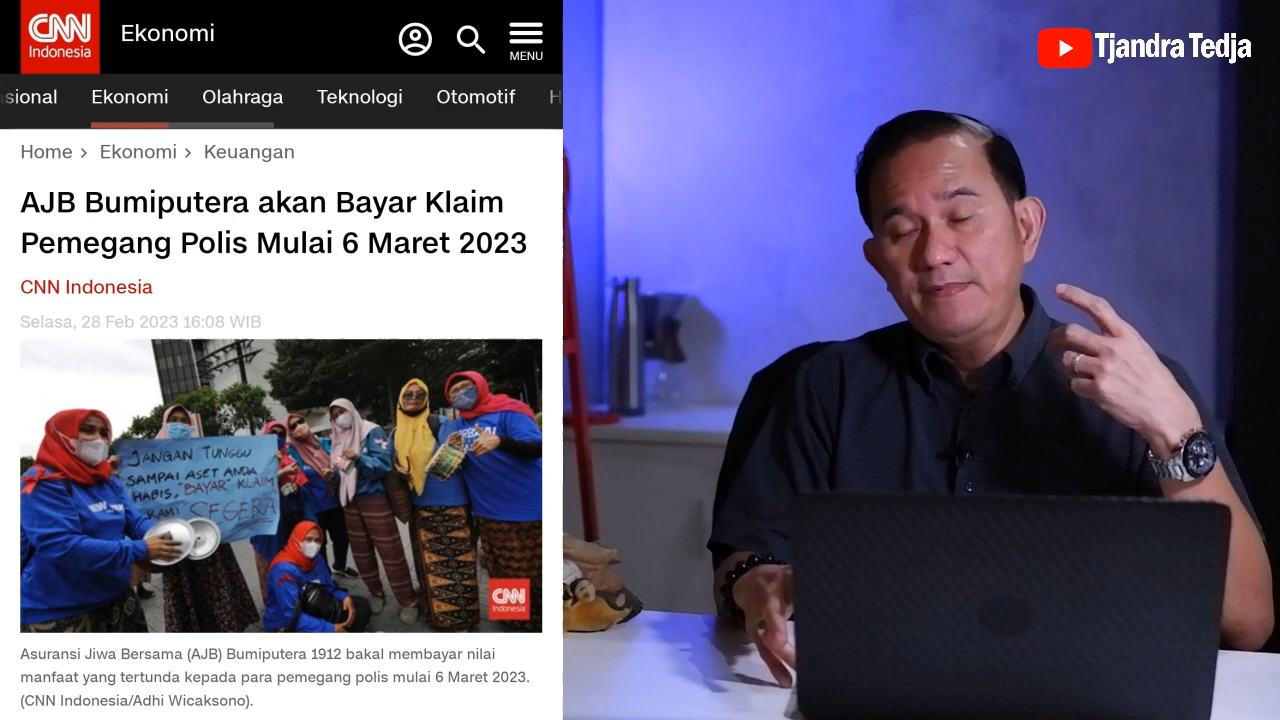 CNN
Indonesia
Ekonomi
MENU
sional Ekonomi Olahraga Teknologi Otomotif H
Home > Ekonomi > Keuangan
AJB Bumiputera akan Bayar Klaim
Pemegang Polis Mulai 6 Maret 2023
CNN Indonesia
Selasa, 28 Feb 2023 16:08 WIB
JANGAN TUNGGU
SAMPAI ASET ANDA
HABIS, "BAYAR" KLAIM
KAMI SEGERA
CNN
Indonesia
Asuransi Jiwa Bersama (AJB) Bumiputera 1912 bakal membayar nilai
manfaat yang tertunda kepada para pemegang polis mulai 6 Maret 2023.
(CNN Indonesia/Adhi Wicaksono).
Tjandra Tedja